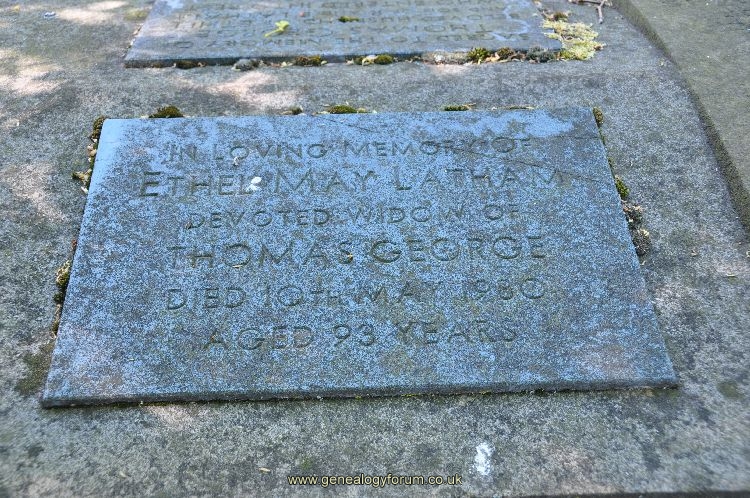 IN LOVING MEMORY OF
ETHEL MAY LATHAM
DEVOTED WIDOW OF
THOMAS GEORGE
DIED 10TH MAY 1980
AGED 93 YEARS
www.genealogyforum.co.uk